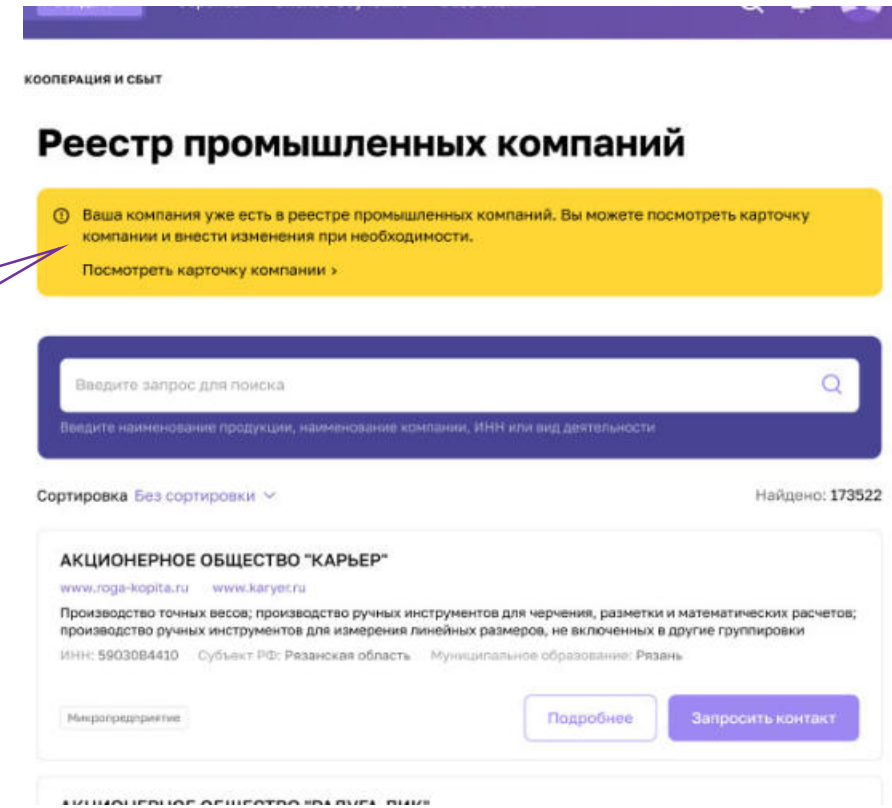 КООПЕРАЦИЯ И СБЫТ
Реестр промышленных компаний
Ваша компания уже есть в реестре промышленных компаний. Вы можете посмотреть карточку
компании и внести изменения при необходимости.
Посмотреть карточку компании ›
Введите запрос для поиска
Введите наименование продукции, наименование компании, ИНН или вид деятельности
Сортировка Без сортировки
Найдено: 173522
АКЦИОНЕРНОЕ ОБЩЕСТВО "КАРЬЕР"
www.roga-kopita.ru www.karyer.ru
Производство точных весов; производство ручных инструментов для черчения, разметки и математических расчетов;
производство ручных инструментов для измерения линейных размеров, не включенных в другие группировки
ИНН: 5903084410 Субъект РФ: Рязанская область Муниципальное образование: Рязань
Микропредприятие
Подробнее
Запросить контакт